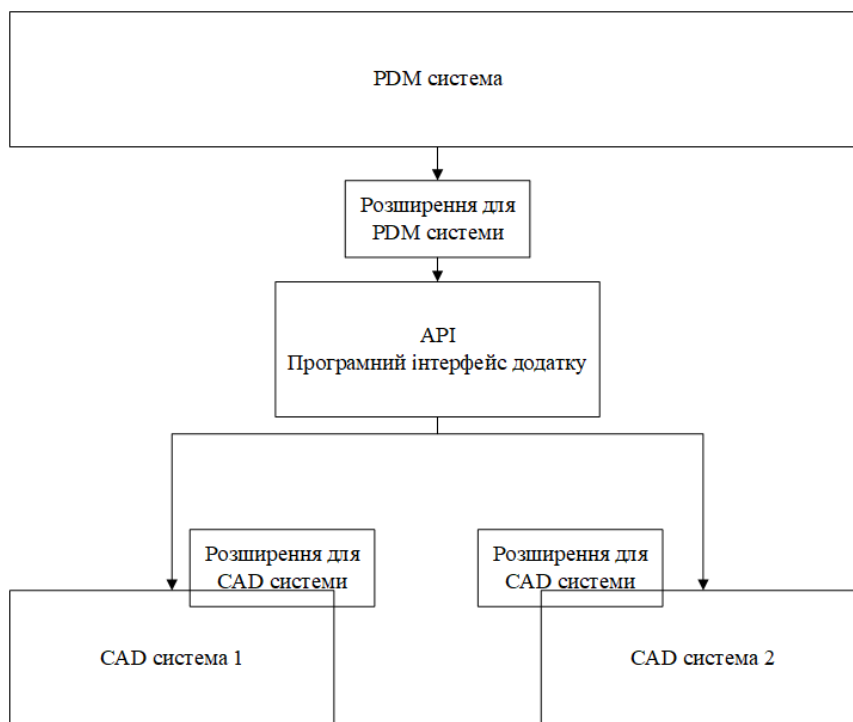 PDM система
Розширення для
PDM системи
API
Програмний інтерфейс додатку
Розширення для
CAD системи
Розширення для
CAD системи
CAD система 1
CAD система 2